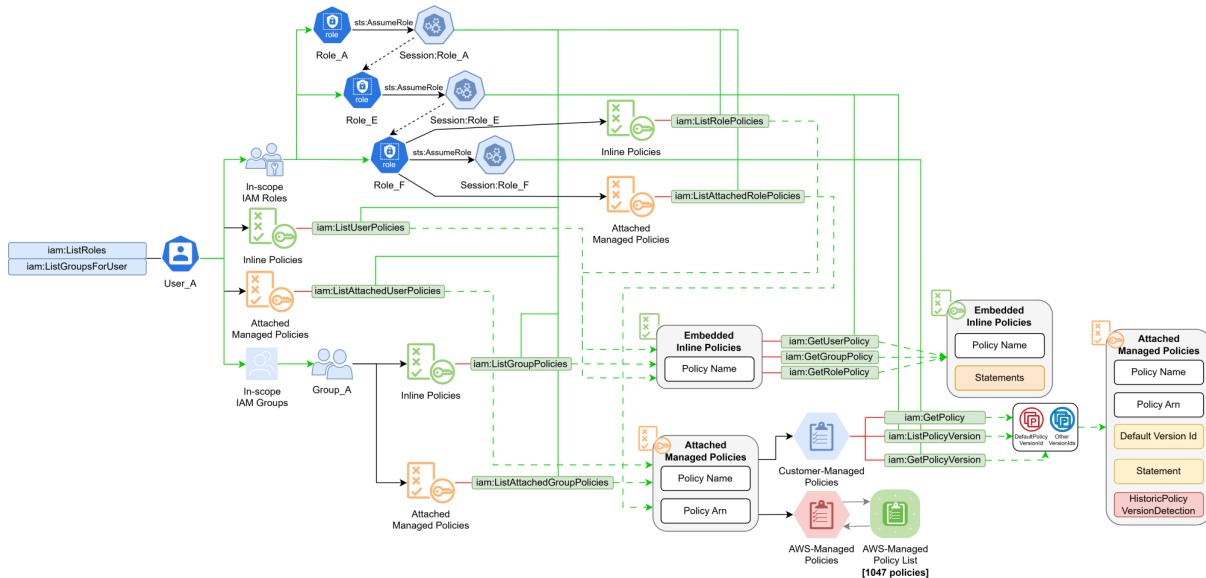 sts:AssumeRole
role
Role_A
Session:Role_A
sts:AssumeRole
role
Role_E
Session:Role_E
sts:AssumeRole
role
Role_F
Session:Role_F
iam:ListRolePolicies
Inline Policies
In-scope
IAM Roles
iam:ListAttachedRolePolicies
Attached
Managed Policies
iam:ListUserPolicies
Inline Policies
iam:ListRoles
iam:ListGroupsForUser
User_A
iam:ListAttachedUserPolicies
Attached
Managed Policies
In-scope
IAM Groups
Group_A
iam:ListGroupPolicies
Inline Policies
iam:ListAttachedGroupPolicies
Attached
Managed Policies
Embedded
Inline Policies
Policy Name
iam:GetUserPolicy
iam:GetGroupPolicy
iam:GetRolePolicy
Embedded
Inline Policies
Policy Name
Statements
Attached
Managed Policies
Policy Name
Policy Arn
Customer-Managed
Policies
iam:GetPolicy
iam:ListPolicyVersion
iam:GetPolicyVersion
DefaultPolicy
VersionId
Other
VersionIds
AWS-Managed
Policies
AWS-Managed
Policy List
[1047 policies]
Attached
Managed Policies
Policy Name
Policy Arn
Default Version Id
Statement
HistoricPolicy
VersionDetection